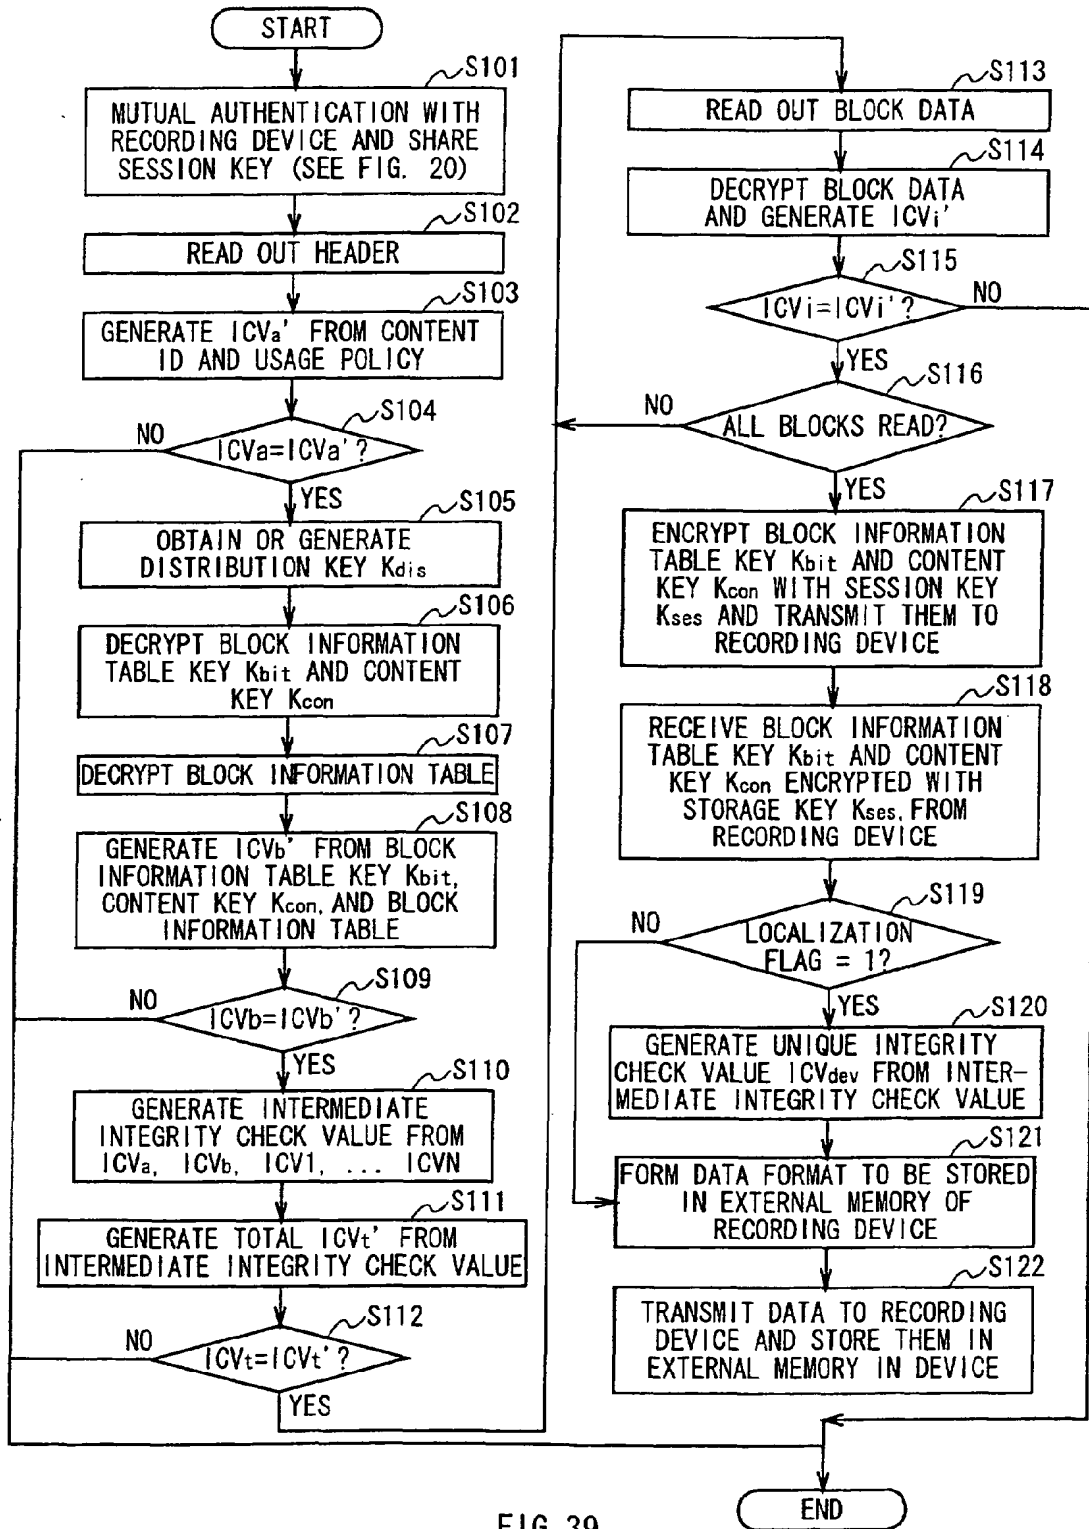 START
S101
MUTUAL AUTHENTICATION WITH
RECORDING DEVICE AND SHARE
SESSION KEY (SEE FIG. 20)
S102
READ OUT HEADER
S103
GENERATE ICVa' FROM CONTENT
ID AND USAGE POLICY
S104
ICVa=ICVa'?
NO
YES
S105
OBTAIN OR GENERATE
DISTRIBUTION KEY Kdis
S106
DECRYPT BLOCK INFORMATION
TABLE KEY Kbit AND CONTENT
KEY Kcon
S107
DECRYPT BLOCK INFORMATION TABLE
S108
GENERATE ICVb' FROM BLOCK
INFORMATION TABLE KEY Kbit,
CONTENT KEY Kcon, AND BLOCK
INFORMATION TABLE
S109
NO
ICVb=ICVb'?
YES
S110
GENERATE INTERMEDIATE
INTEGRITY CHECK VALUE FROM
ICVa, ICVb, ICV1, ... ICVN
S111
GENERATE TOTAL ICVt' FROM
INTERMEDIATE INTEGRITY CHECK VALUE
S112
NO
ICVt=ICVt'?
YES
S113
READ OUT BLOCK DATA
S114
DECRYPT BLOCK DATA
AND GENERATE ICVi'
S115
ICVi=ICVi'?
NO
YES
S116
NO
ALL BLOCKS READ?
YES
S117
ENCRYPT BLOCK INFORMATION
TABLE KEY Kbit AND CONTENT
KEY Kcon WITH SESSION KEY
Kses AND TRANSMIT THEM TO
RECORDING DEVICE
S118
RECEIVE BLOCK INFORMATION
TABLE KEY Kbit AND CONTENT
KEY Kcon ENCRYPTED WITH
STORAGE KEY Kses, FROM
RECORDING DEVICE
S119
NO
LOCALIZATION
FLAG = 1?
YES
S120
GENERATE UNIQUE INTEGRITY
CHECK VALUE ICVdev FROM INTER-
MEDIATE INTEGRITY CHECK VALUE
S121
FORM DATA FORMAT TO BE STORED
IN EXTERNAL MEMORY OF
RECORDING DEVICE
S122
TRANSMIT DATA TO RECORDING
DEVICE AND STORE THEM IN
EXTERNAL MEMORY IN DEVICE
END
FIG. 39